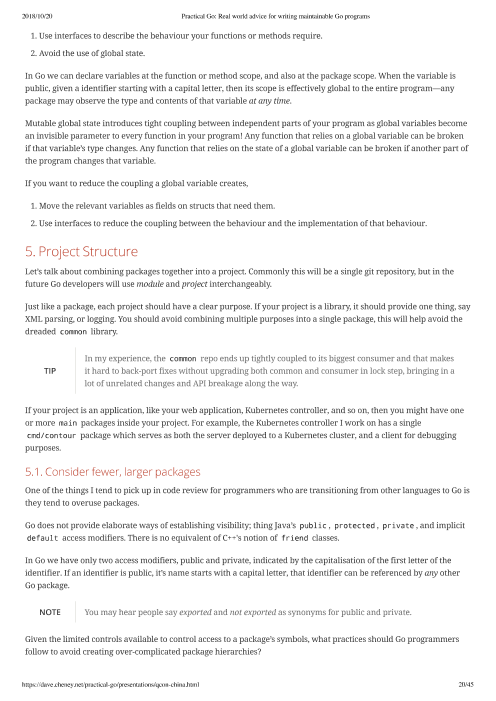 2018/10/20 Practical Go: Real world advice for writing maintainable Go programs
1. Use interfaces to describe the behaviour your functions or methods require.
2. Avoid the use of global state.
In Go we can declare variables at the function or method scope, and also at the package scope. When the variable is
public, given a identifier starting with a capital letter, then its scope is effectively global to the entire program—any
package may observe the type and contents of that variable at any time.
Mutable global state introduces tight coupling between independent parts of your program as global variables become
an invisible parameter to every function in your program! Any function that relies on a global variable can be broken
if that variable's type changes. Any function that relies on the state of a global variable can be broken if another part of
the program changes that variable.
If you want to reduce the coupling a global variable creates,
1. Move the relevant variables as fields on structs that need them.
2. Use interfaces to reduce the coupling between the behaviour and the implementation of that behaviour.
5. Project Structure
Let's talk about combining packages together into a project. Commonly this will be a single git repository, but in the
future Go developers will use module and project interchangeably.
Just like a package, each project should have a clear purpose. If your project is a library, it should provide one thing, say
XML parsing, or logging. You should avoid combining multiple purposes into a single package, this will help avoid the
dreaded common library.
TIP
In my experience, the common repo ends up tightly coupled to its biggest consumer and that makes
it hard to back-port fixes without upgrading both common and consumer in lock step, bringing in a
lot of unrelated changes and API breakage along the way.
If your project is an application, like your web application, Kubernetes controller, and so on, then you might have one
or more main packages inside your project. For example, the Kubernetes controller I work on has a single
cmd/contour package which serves as both the server deployed to a Kubernetes cluster, and a client for debugging
purposes.
5.1. Consider fewer, larger packages
One of the things I tend to pick up in code review for programmers who are transitioning from other languages to Go is
they tend to overuse packages.
Go does not provide elaborate ways of establishing visibility; thing Java's public, protected, private, and implicit
default access modifiers. There is no equivalent of C++'s notion of friend classes.
In Go we have only two access modifiers, public and private, indicated by the capitalisation of the first letter of the
identifier. If an identifier is public, it's name starts with a capital letter, that identifier can be referenced by any other
Go package.
NOTE You may hear people say exported and not exported as synonyms for public and private.
Given the limited controls available to control access to a package's symbols, what practices should Go programmers
follow to avoid creating over-complicated package hierarchies?
https://dave.cheney.net/practical-go/presentations/qcon-china.html 20/45